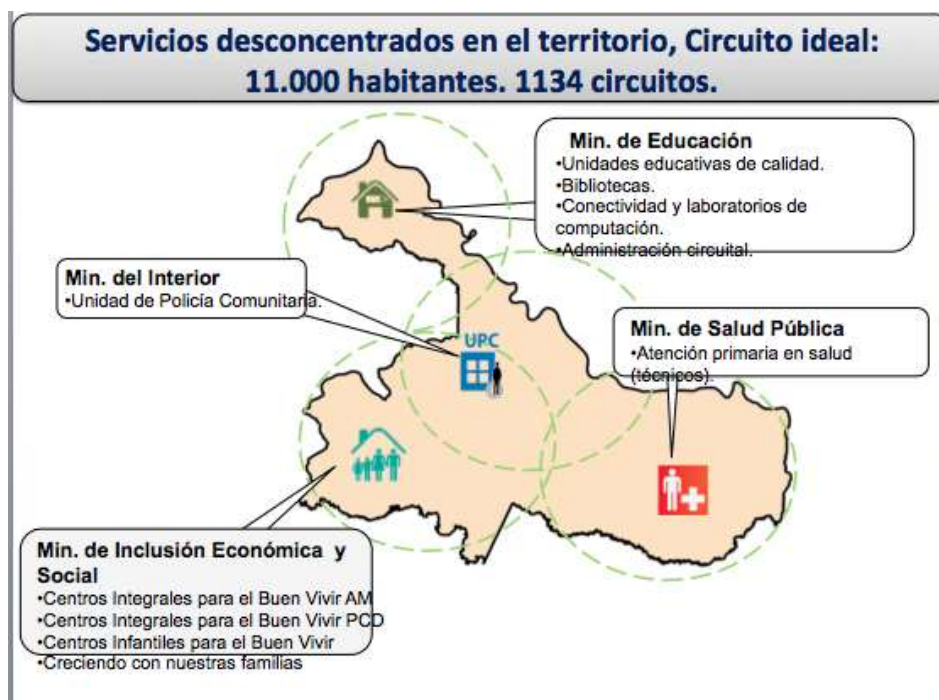 Servicios desconcentrados en el territorio, Circuito ideal:
11.000 habitantes. 1134 circuitos.
Min. de Educación
•Unidades educativas de calidad.
•Bibliotecas.
•Conectividad y laboratorios de
computación.
•Administración circuital.
Min. del Interior
•Unidad de Policía Comunitaria.
UPC
Min. de Salud Pública
•Atención primaria en salud
(técnicos).
Min. de Inclusión Económica y
Social
•Centros Integrales para el Buen Vivir AM
•Centros Integrales para el Buen Vivir PCD
•Centros Infantiles para el Buen Vivir
•Creciendo con nuestras familias